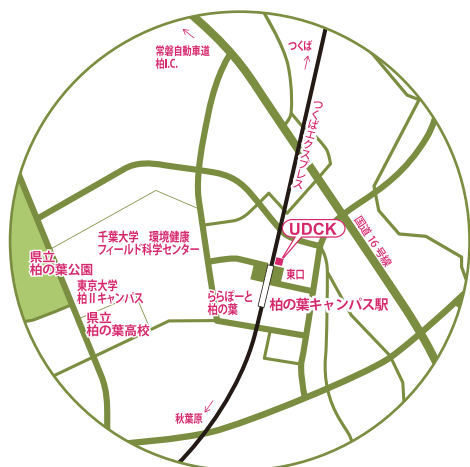 常磐自動車道
柏I.C.
つくば
つくばエクスプレス
国道16号線
UDCK
東口
千葉大学 環境健康
フィールド科学センター
県立
柏の葉公園
東京大学
柏Ⅱキャンパス
県立
柏の葉高校
ららぽーと
柏の葉
柏の葉キャンパス駅
秋葉原